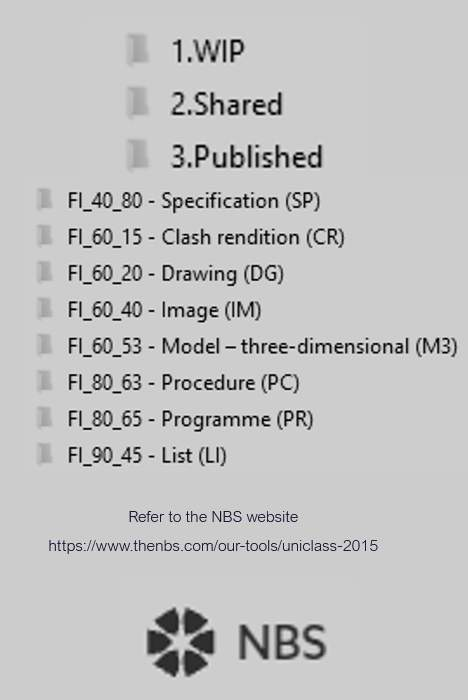 1.WIP
2.Shared
3.Published
FI_40_80 - Specification (SP)
FI_60_15 - Clash rendition (CR)
FI_60_20 - Drawing (DG)
FI_60_40 - Image (IM)
FI_60_53 - Model – three-dimensional (M3)
FI_80_63 - Procedure (PC)
FI_80_65 - Programme (PR)
FI_90_45 - List (LI)
Refer to the NBS website
https://www.thenbs.com/our-tools/uniclass-2015
NBS